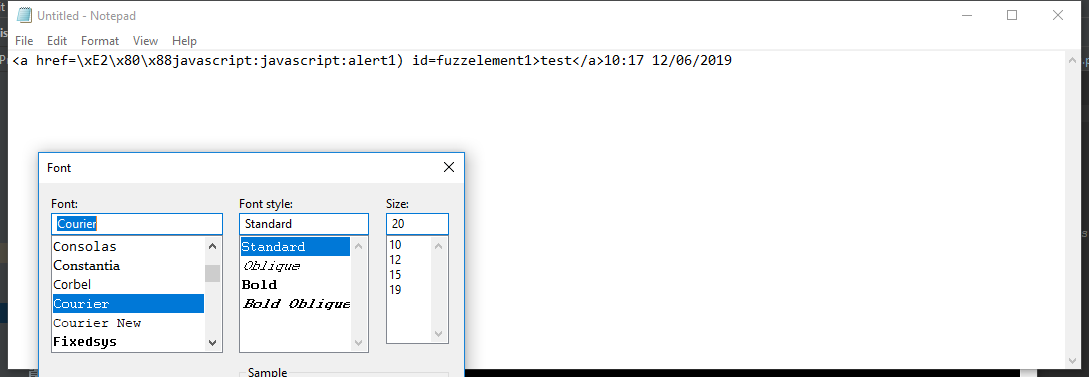 Untitled - Notepad
File Edit Format View Help
<a href=\xE2\x80\x88javascript:javascript:alert1) id=fuzzelement1>test</a>10:17 12/06/2019
Font
Font: Font style: Size:
Courier Standard 20
Consolas Standard 10
Constantia Oblique 12
Corbel Bold 15
Courier Bold Oblique 19
Courier New
Fixedsys
Sample